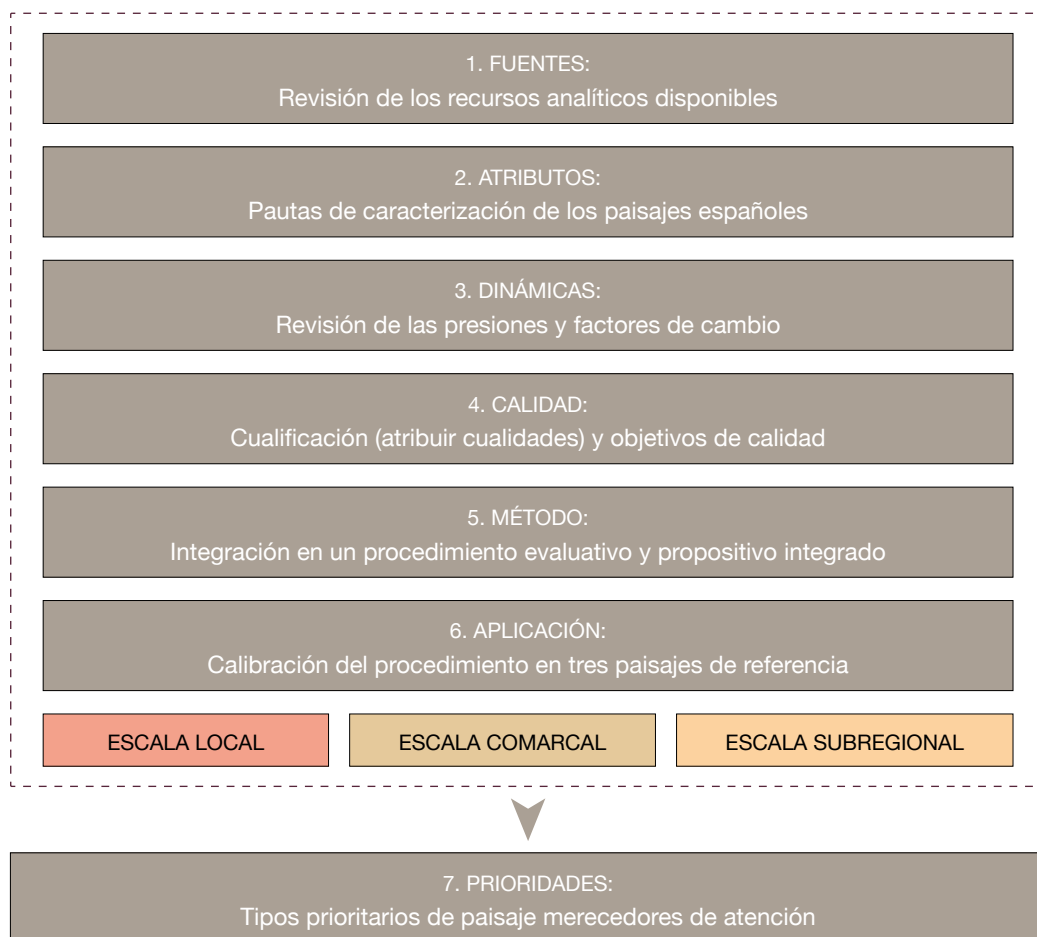 1. FUENTES:
Revisión de los recursos analíticos disponibles
2. ATRIBUTOS:
Pautas de caracterización de los paisajes españoles
3. DINÁMICAS:
Revisión de las presiones y factores de cambio
4. CALIDAD:
Cualificación (atribuir cualidades) y objetivos de calidad
5. MÉTODO:
Integración en un procedimiento evaluativo y propositivo integrado
6. APLICACIÓN:
Calibración del procedimiento en tres paisajes de referencia
ESCALA LOCAL
ESCALA COMARCAL
ESCALA SUBREGIONAL
7. PRIORIDADES:
Tipos prioritarios de paisaje merecedores de atención